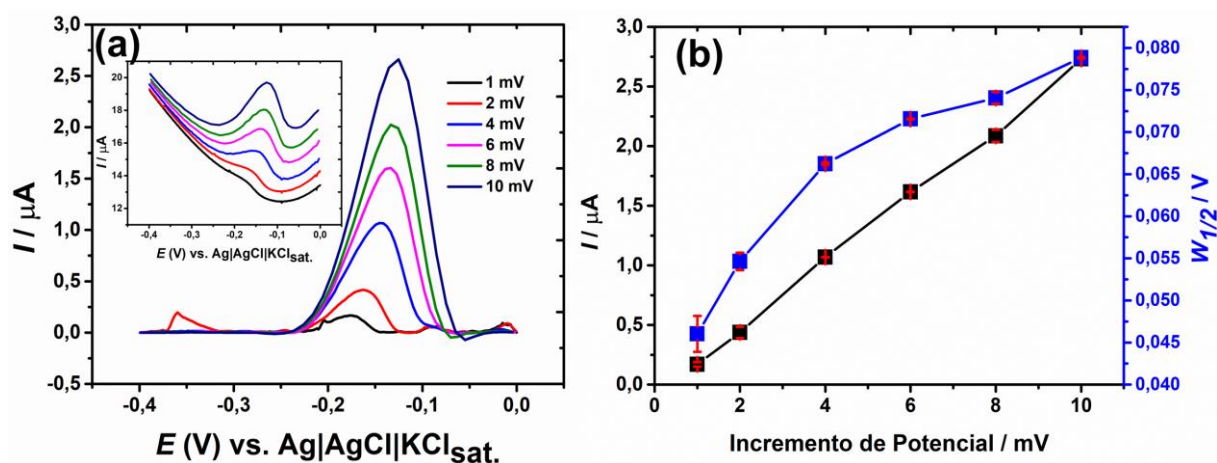 (a)
3,0
2,5
2,0
1,5
1,0
0,5
0,0
-0,5
I / µA
-0,4 -0,3 -0,2 -0,1 0,0
E (V) vs. Ag|AgCl||KClsat.
21
20
18
16
14
12
I / µA
-0,4 -0,3 -0,2 -0,1 0,0
E (V) vs. Ag|AgCl||KClsat.
1 mV
2 mV
4 mV
6 mV
8 mV
10 mV
(b)
3,0
2,5
2,0
1,5
1,0
0,5
0,0
I / µA
0 2 4 6 8 10
Incremento de Potencial / mV
0,080
0,075
0,070
0,065
0,060
0,055
0,050
0,045
0,040
W1/2 / V